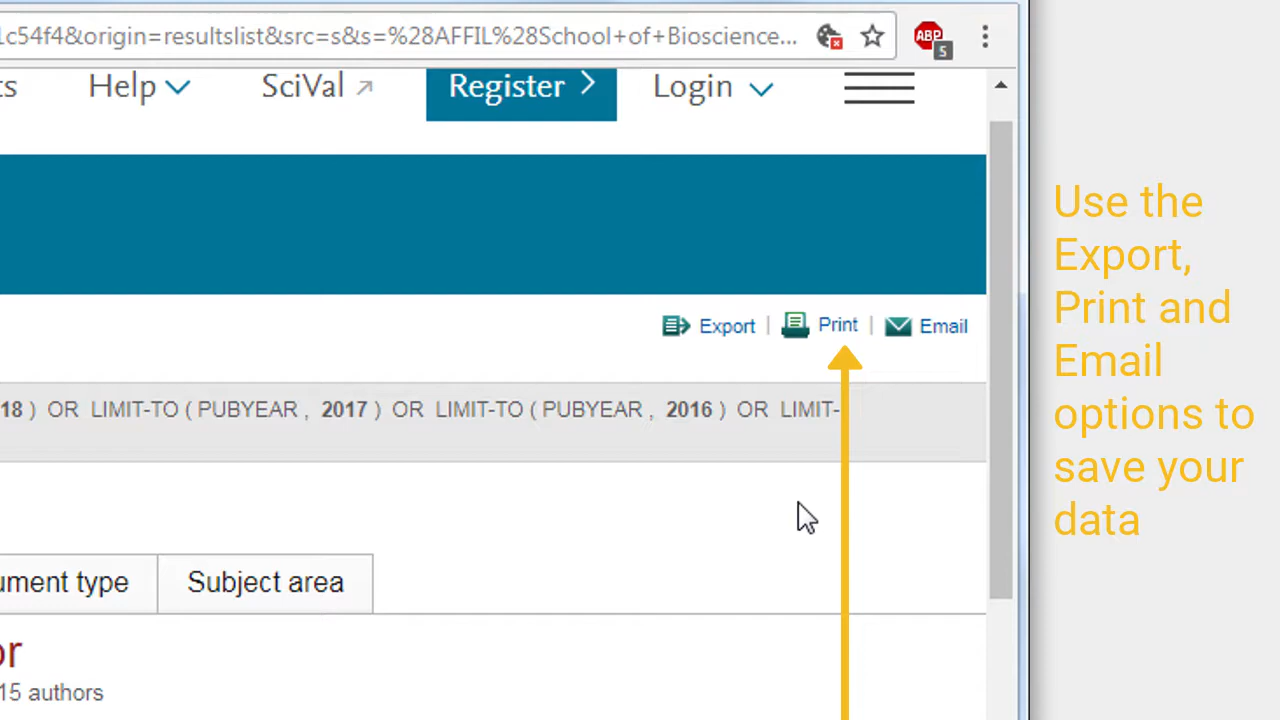 1c54f4&origin=resultslist&src=s&s=%28AFFIL%28School+of+Bioscience...
ABP
5
ts
Help
SciVal
Register
Login
Export | Print | Email
18 ) OR LIMIT-TO ( PUBYEAR , 2017 ) OR LIMIT-TO ( PUBYEAR , 2016 ) OR LIMIT-
ument type
Subject area
or
15 authors
Use the
Export,
Print and
Email
options to
save your
data